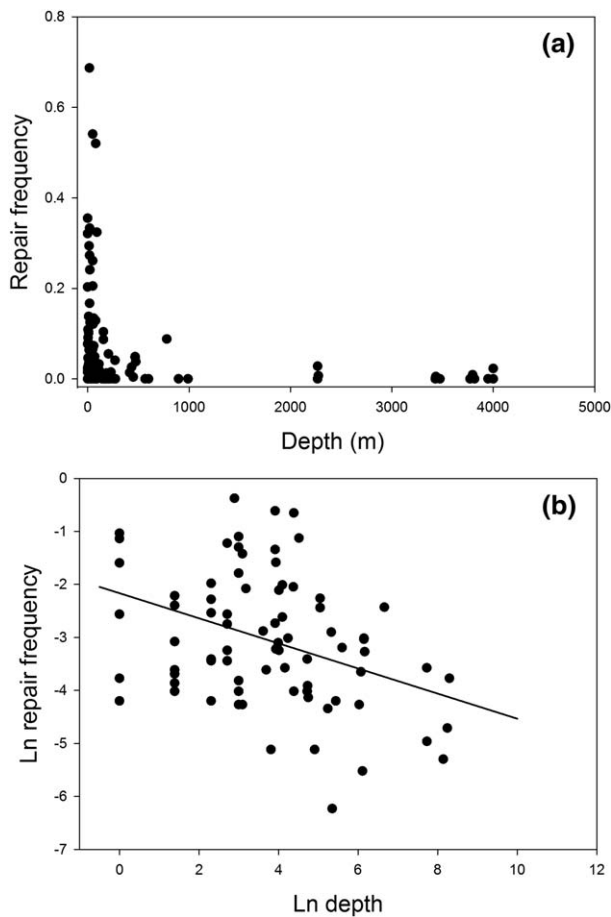 (a)
Repair frequency
0.8
0.6
0.4
0.2
0.0
0 1000 2000 3000 4000 5000
Depth (m)
(b)
Ln repair frequency
0
-1
-2
-3
-4
-5
-6
-7
0 2 4 6 8 10 12
Ln depth